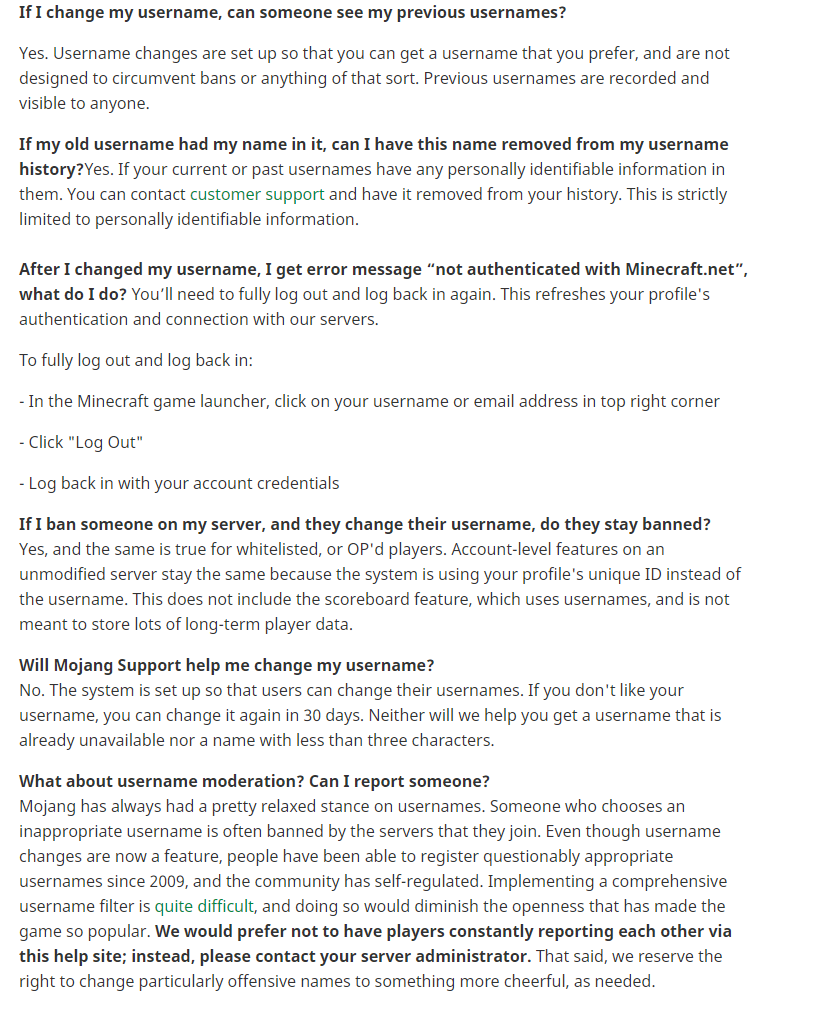 If I change my username, can someone see my previous usernames?
Yes. Username changes are set up so that you can get a username that you prefer, and are not
designed to circumvent bans or anything of that sort. Previous usernames are recorded and
visible to anyone.
If my old username had my name in it, can I have this name removed from my username
history?Yes. If your current or past usernames have any personally identifiable information in
them. You can contact customer support and have it removed from your history. This is strictly
limited to personally identifiable information.
After I changed my username, I get error message “not authenticated with Minecraft.net”,
what do I do? You’ll need to fully log out and log back in again. This refreshes your profile's
authentication and connection with our servers.
To fully log out and log back in:
- In the Minecraft game launcher, click on your username or email address in top right corner
- Click "Log Out"
- Log back in with your account credentials
If I ban someone on my server, and they change their username, do they stay banned?
Yes, and the same is true for whitelisted, or OP'd players. Account-level features on an
unmodified server stay the same because the system is using your profile's unique ID instead of
the username. This does not include the scoreboard feature, which uses usernames, and is not
meant to store lots of long-term player data.
Will Mojang Support help me change my username?
No. The system is set up so that users can change their usernames. If you don't like your
username, you can change it again in 30 days. Neither will we help you get a username that is
already unavailable nor a name with less than three characters.
What about username moderation? Can I report someone?
Mojang has always had a pretty relaxed stance on usernames. Someone who chooses an
inappropriate username is often banned by the servers that they join. Even though username
changes are now a feature, people have been able to register questionably appropriate
usernames since 2009, and the community has self-regulated. Implementing a comprehensive
username filter is quite difficult, and doing so would diminish the openness that has made the
game so popular. We would prefer not to have players constantly reporting each other via
this help site; instead, please contact your server administrator. That said, we reserve the
right to change particularly offensive names to something more cheerful, as needed.